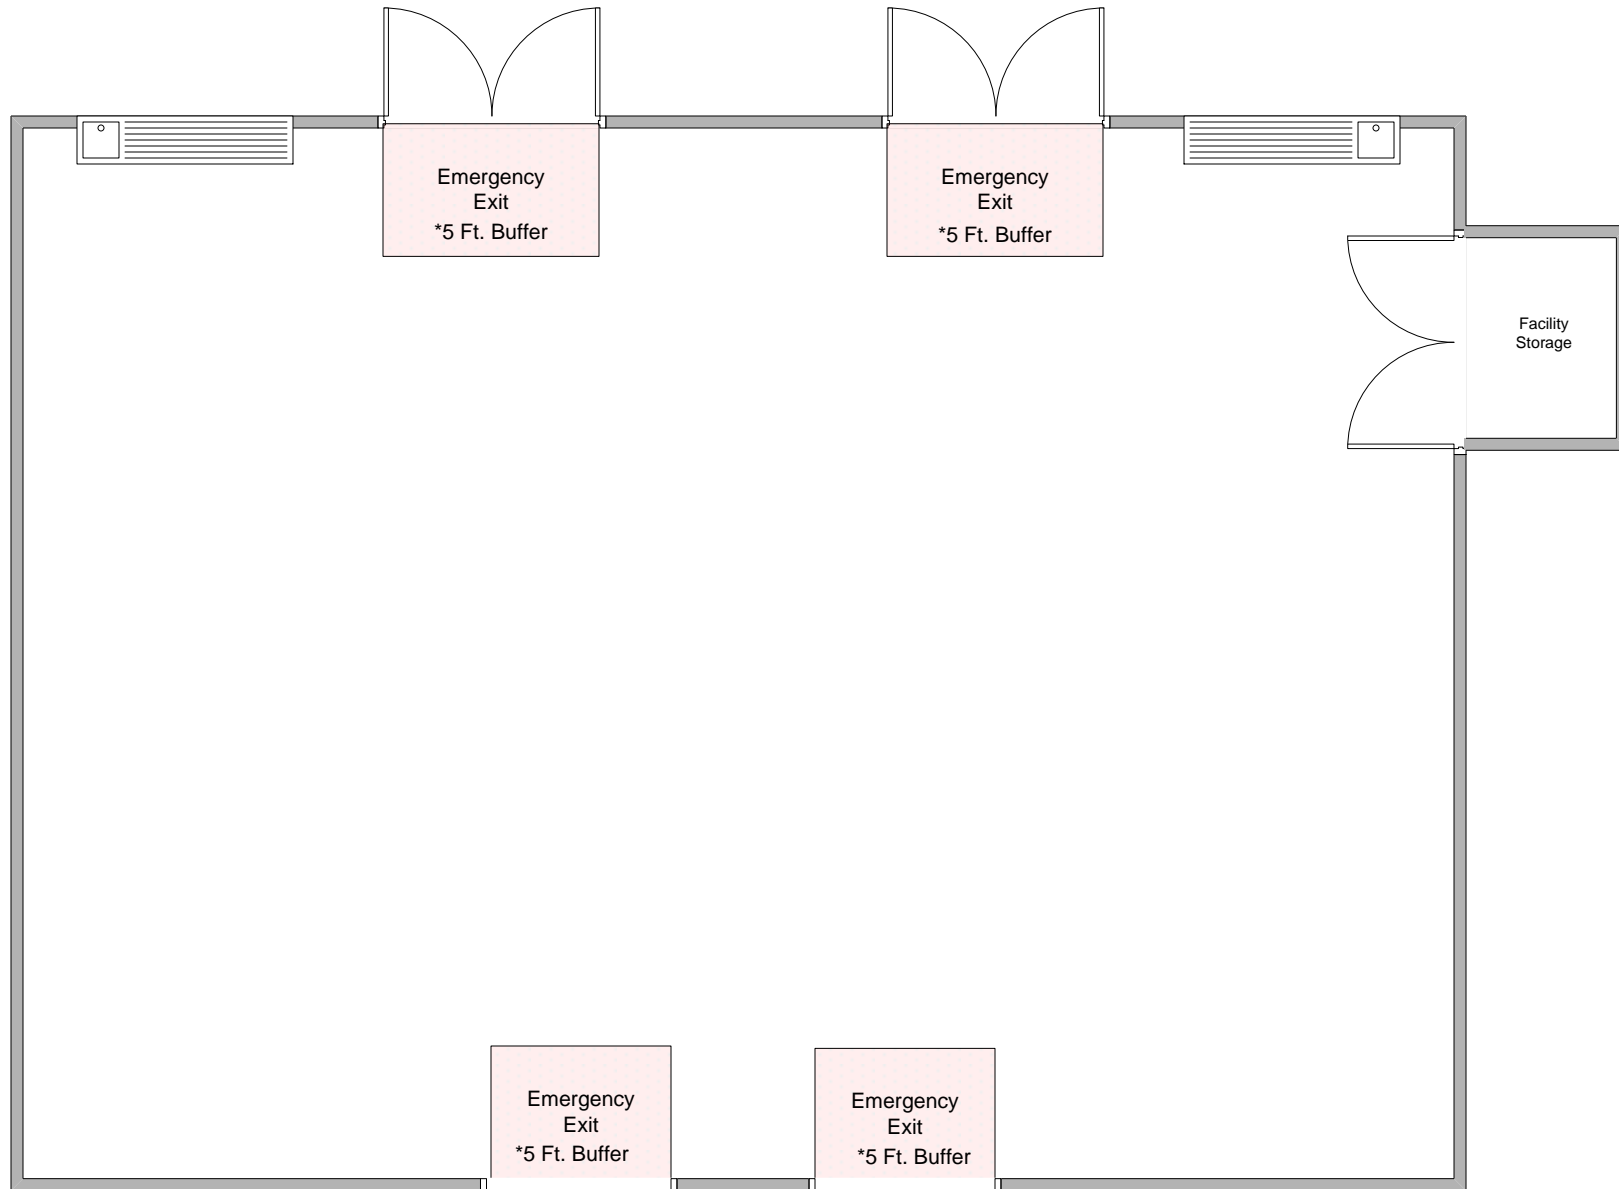 Emergency
Exit
*5 Ft. Buffer
Emergency
Exit
*5 Ft. Buffer
Facility
Storage
Emergency
Exit
*5 Ft. Buffer
Emergency
Exit
*5 Ft. Buffer